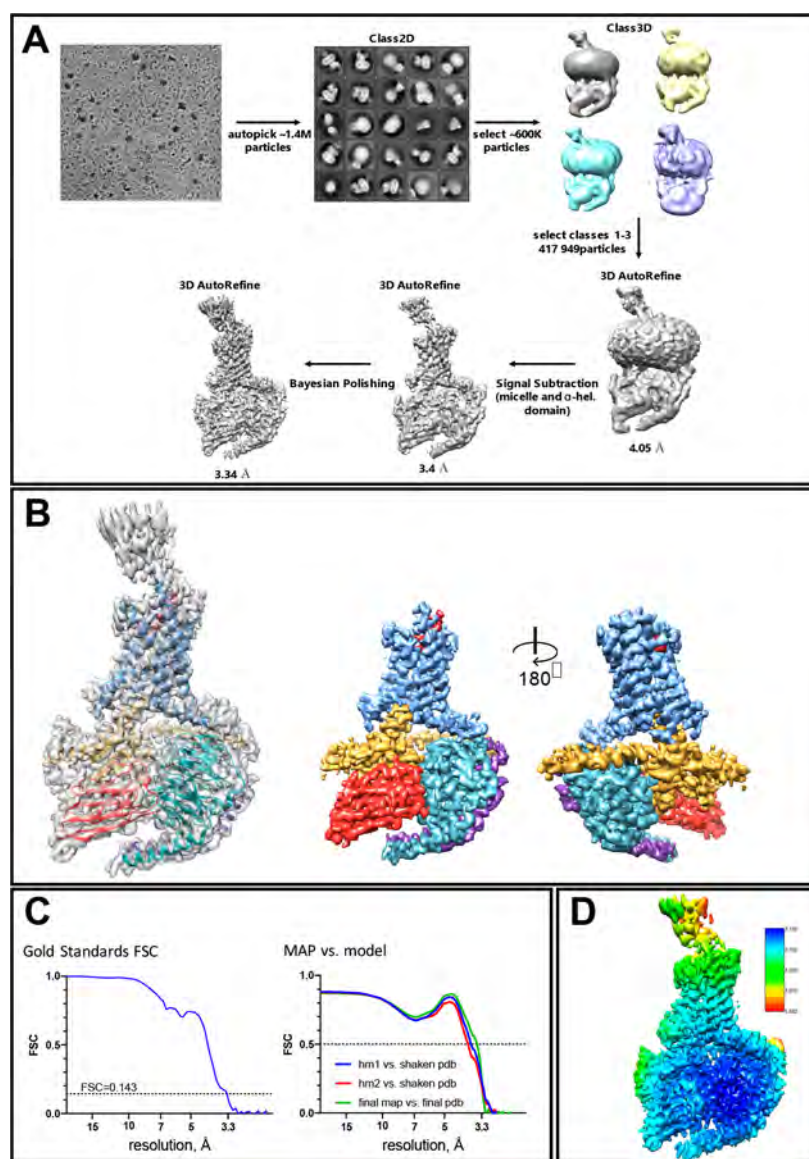 A
Class2D
Class3D
autopick ~1.4M
particles
select ~600K
particles
select classes 1-3
417 949particles
3D AutoRefine
3D AutoRefine
3D AutoRefine
Bayesian Polishing
Signal Subtraction
(micelle and α-hel.
domain)
3.34 Å
3.4 Å
4.05 Å
B
180
C
D
Gold Standards FSC
MAP vs. model
1.0
0.5
0.0
FSC
FSC=0.143
15
10
7
5
3.3
resolution, Å
1.0
0.5
0.0
FSC
hm1 vs. shaken pdb
hm2 vs. shaken pdb
final map vs. final pdb
15
10
7
5
3.3
resolution, Å